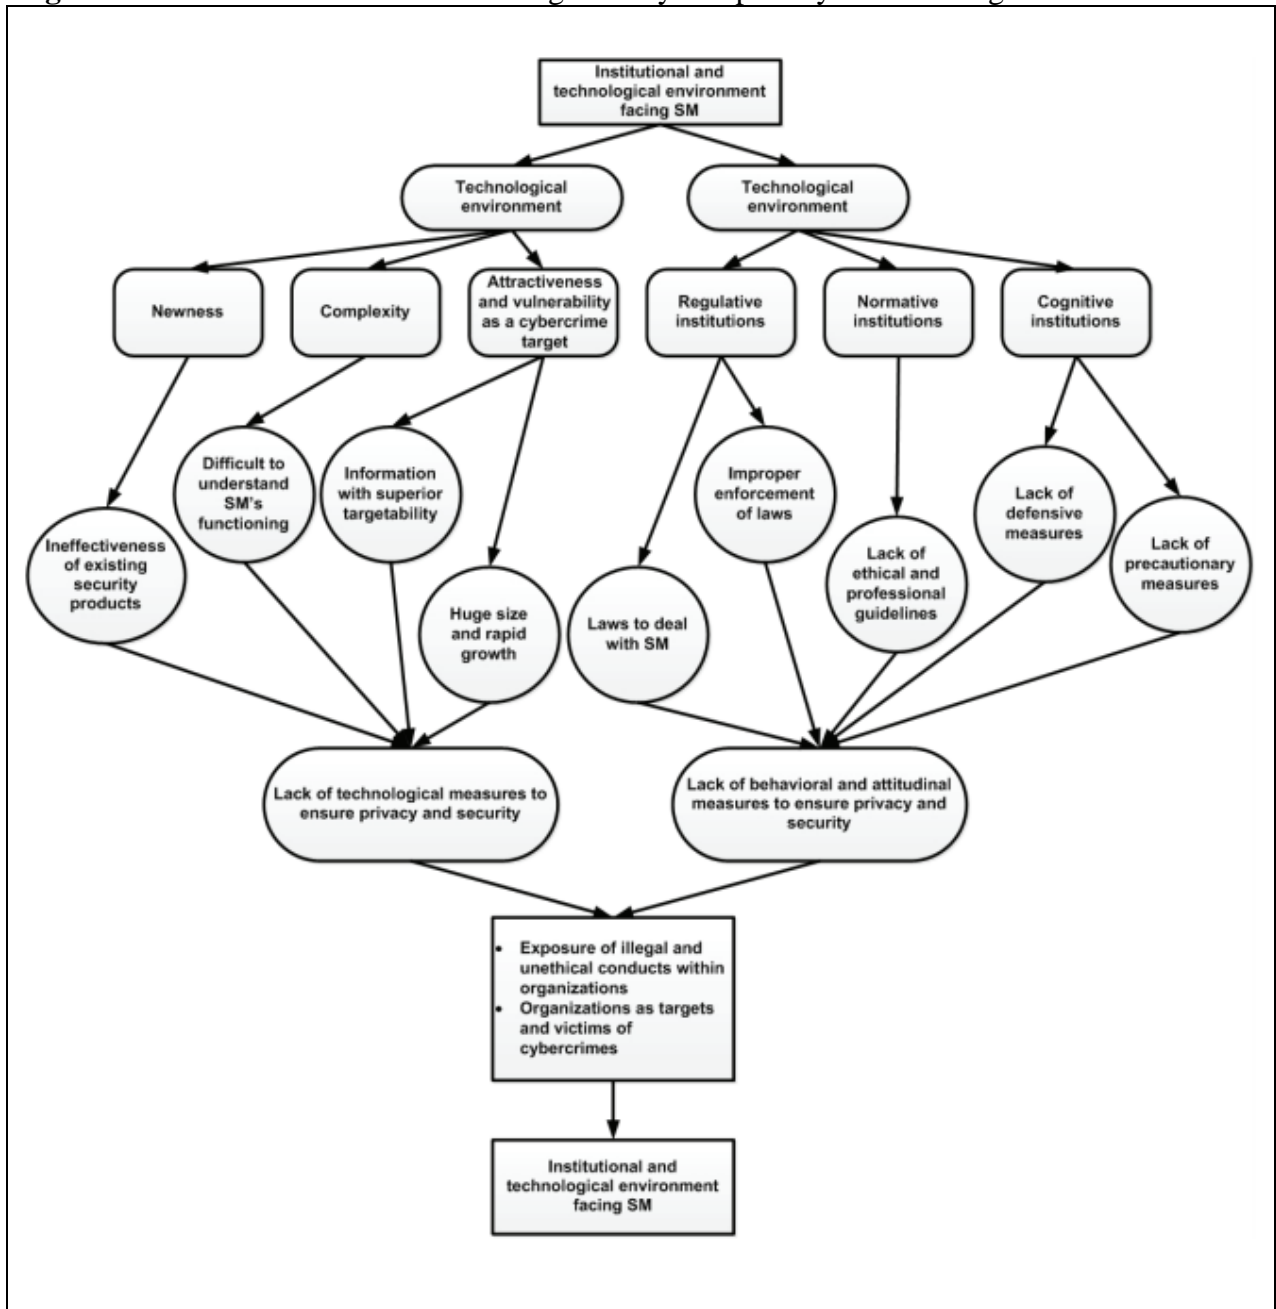 Institutional and
technological environment
facing SM
Technological
environment
Technological
environment
Newness
Complexity
Attractiveness
and vulnerability
as a cybercrime
target
Regulative
institutions
Normative
institutions
Cognitive
institutions
Ineffectiveness
of existing
security
products
Difficult to
understand
SM's
functioning
Information
with superior
targetability
Huge size
and rapid
growth
Laws to deal
with SM
Improper
enforcement
of laws
Lack of
ethical and
professional
guidelines
Lack of
defensive
measures
Lack of
precautionary
measures
Lack of technological measures to
ensure privacy and security
Lack of behavioral and attitudinal
measures to ensure privacy and
security
• Exposure of illegal and
unethical conducts within
organizations
• Organizations as targets
and victims of
cybercrimes
Institutional and
technological environment
facing SM